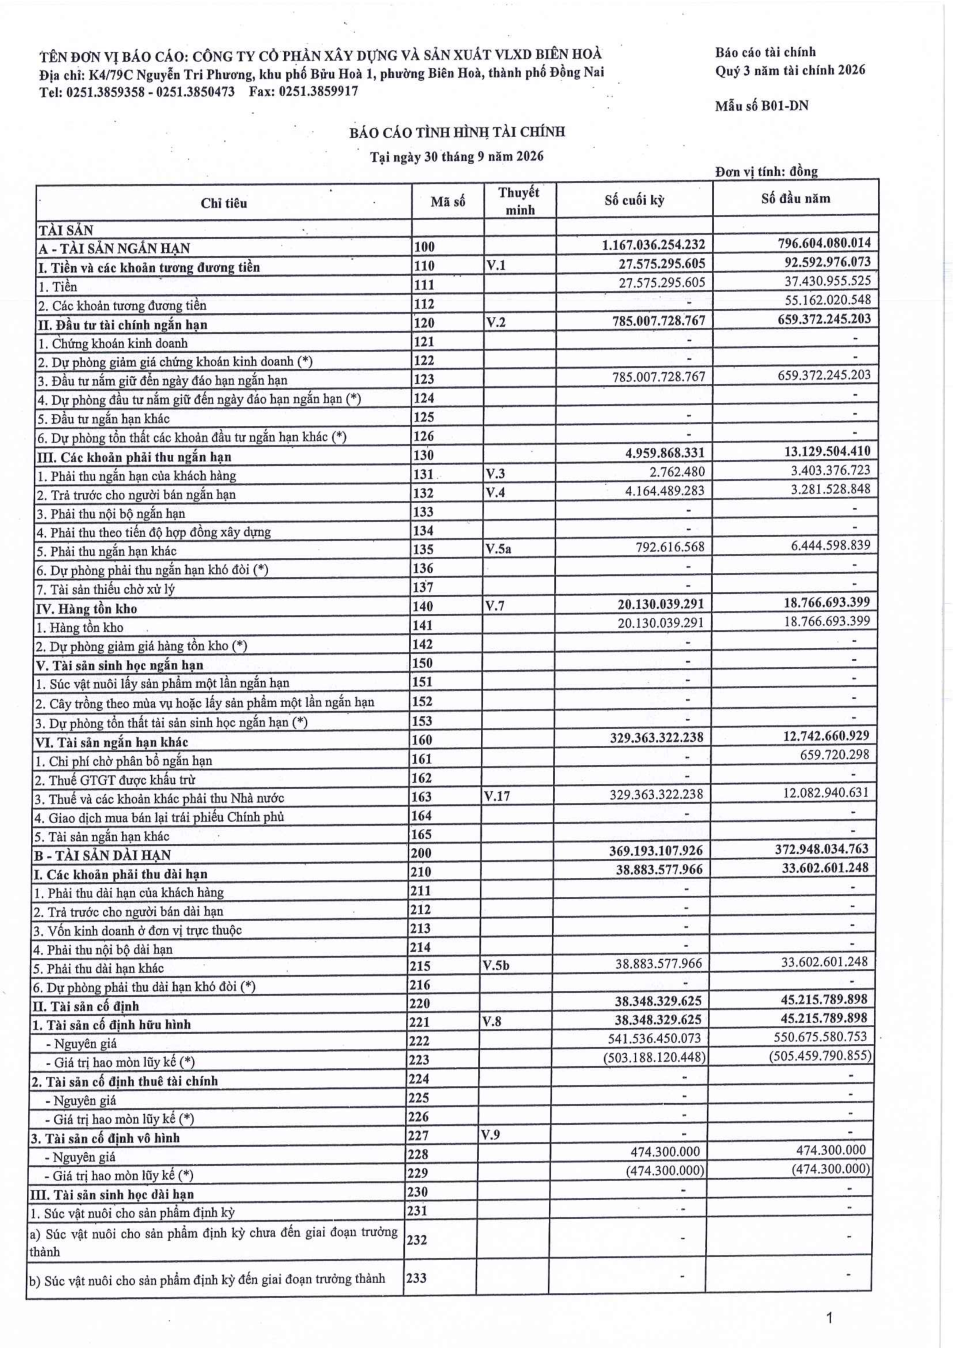 TÊN ĐƠN VỊ BÁO CÁO: CÔNG TY CỔ PHẦN XÂY DỰNG VÀ SẢN XUẤT VLXD BIÊN HOÀ
Địa chỉ: K4/79C Nguyễn Tri Phương, khu phố Bửu Hoà 1, phường Biên Hoà, thành phố Đồng Nai
Tel: 0251.3859358 - 0251.3850473 Fax: 0251.3859917
Báo cáo tài chính
Quý 3 năm tài chính 2026
Mẫu số B01-DN
BÁO CÁO TÌNH HÌNH TÀI CHÍNH
Tại ngày 30 tháng 9 năm 2026
Đơn vị tính: đồng
Chỉ tiêu Mã số Thuyết minh Số cuối kỳ Số đầu năm
TÀI SẢN
A - TÀI SẢN NGẮN HẠN 100 1.167.036.254.232 796.604.080.014
I. Tiền và các khoản tương đương tiền 110 V.1 27.575.295.605 92.592.976.073
1. Tiền 111 27.575.295.605 37.430.955.525
2. Các khoản tương đương tiền 112 - 55.162.020.548
II. Đầu tư tài chính ngắn hạn 120 V.2 785.007.728.767 659.372.245.203
1. Chứng khoán kinh doanh 121 - -
2. Dự phòng giảm giá chứng khoán kinh doanh (*) 122 - -
3. Đầu tư nắm giữ đến ngày đáo hạn ngắn hạn 123 785.007.728.767 659.372.245.203
4. Dự phòng đầu tư nắm giữ đến ngày đáo hạn ngắn hạn (*) 124 -
5. Đầu tư ngắn hạn khác 125 - -
6. Dự phòng tổn thất các khoản đầu tư ngắn hạn khác (*) 126 - -
III. Các khoản phải thu ngắn hạn 130 4.959.868.331 13.129.504.410
1. Phải thu ngắn hạn của khách hàng 131 V.3 2.762.480 3.403.376.723
2. Trả trước cho người bán ngắn hạn 132 V.4 4.164.489.283 3.281.528.848
3. Phải thu nội bộ ngắn hạn 133 - -
4. Phải thu theo tiến độ hợp đồng xây dựng 134 - -
5. Phải thu ngắn hạn khác 135 V.5a 792.616.568 6.444.598.839
6. Dự phòng phải thu ngắn hạn khó đòi (*) 136 - -
7. Tài sản thiếu chờ xử lý 137 - -
IV. Hàng tồn kho 140 V.7 20.130.039.291 18.766.693.399
1. Hàng tồn kho 141 20.130.039.291 18.766.693.399
2. Dự phòng giảm giá hàng tồn kho (*) 142 - -
V. Tài sản sinh học ngắn hạn 150 - -
1. Súc vật nuôi lấy sản phẩm một lần ngắn hạn 151 - -
2. Cây trồng theo mùa vụ hoặc lấy sản phẩm một lần ngắn hạn 152 - -
3. Dự phòng tổn thất tài sản sinh học ngắn hạn (*) 153 - -
VI. Tài sản ngắn hạn khác 160 329.363.322.238 12.742.660.929
1. Chi phí chờ phân bổ ngắn hạn 161 - 659.720.298
2. Thuế GTGT được khấu trừ 162 - -
3. Thuế và các khoản khác phải thu Nhà nước 163 V.17 329.363.322.238 12.082.940.631
4. Giao dịch mua bán lại trái phiếu Chính phủ 164 - -
5. Tài sản ngắn hạn khác 165 -
B - TÀI SẢN DÀI HẠN 200 369.193.107.926 372.948.034.763
I. Các khoản phải thu dài hạn 210 38.883.577.966 33.602.601.248
1. Phải thu dài hạn của khách hàng 211 - -
2. Trả trước cho người bán dài hạn 212 - -
3. Vốn kinh doanh ở đơn vị trực thuộc 213 - -
4. Phải thu nội bộ dài hạn 214 - -
5. Phải thu dài hạn khác 215 V.5b 38.883.577.966 33.602.601.248
6. Dự phòng phải thu dài hạn khó đòi (*) 216 - -
II. Tài sản cố định 220 38.348.329.625 45.215.789.898
1. Tài sản cố định hữu hình 221 V.8 38.348.329.625 45.215.789.898
- Nguyên giá 222 541.536.450.073 550.675.580.753
- Giá trị hao mòn lũy kế (*) 223 (503.188.120.448) (505.459.790.855)
2. Tài sản cố định thuê tài chính 224 - -
- Nguyên giá 225 - -
- Giá trị hao mòn lũy kế (*) 226 - -
3. Tài sản cố định vô hình 227 V.9 - -
- Nguyên giá 228 474.300.000 474.300.000
- Giá trị hao mòn lũy kế (*) 229 (474.300.000) (474.300.000)
III. Tài sản sinh học dài hạn 230 - -
1. Súc vật nuôi cho sản phẩm định kỳ 231 - -
a) Súc vật nuôi cho sản phẩm định kỳ chưa đến giai đoạn trưởng thành 232 - -
b) Súc vật nuôi cho sản phẩm định kỳ đến giai đoạn trưởng thành 233 - -
1